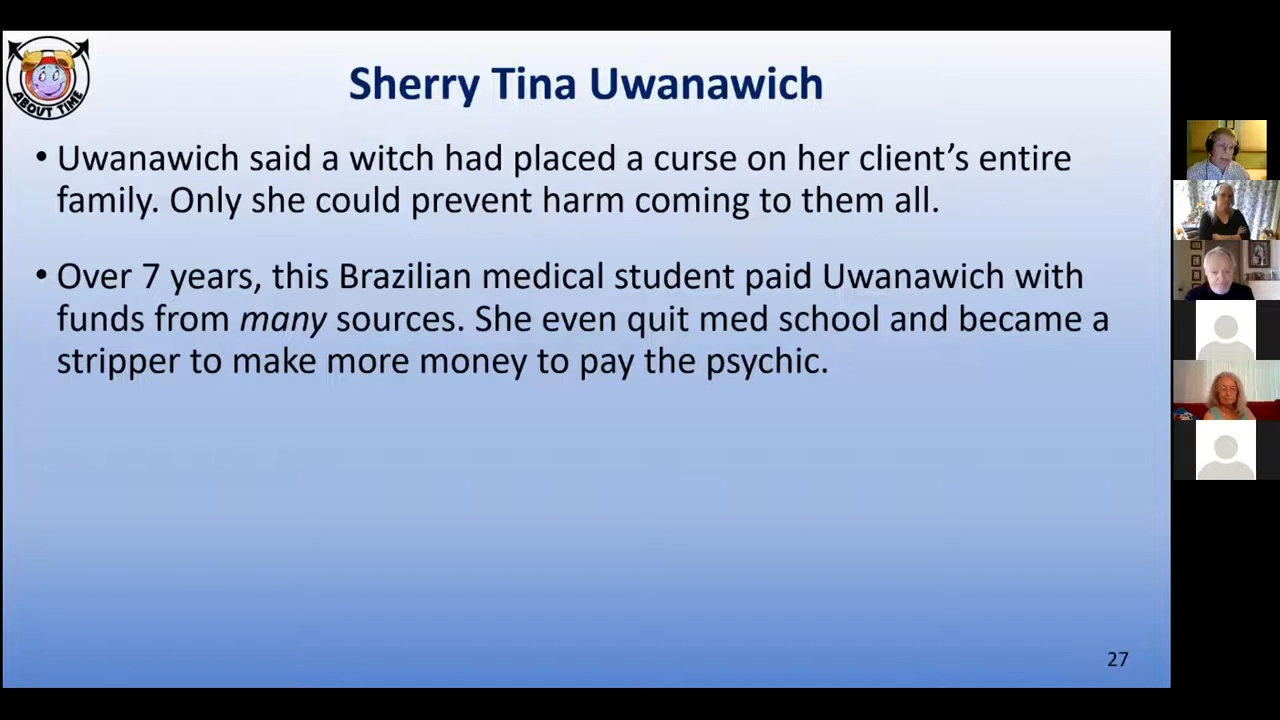 ABOUT TIME
Sherry Tina Uwanawich
• Uwanawich said a witch had placed a curse on her client’s entire
family. Only she could prevent harm coming to them all.
• Over 7 years, this Brazilian medical student paid Uwanawich with
funds from many sources. She even quit med school and became a
stripper to make more money to pay the psychic.
27